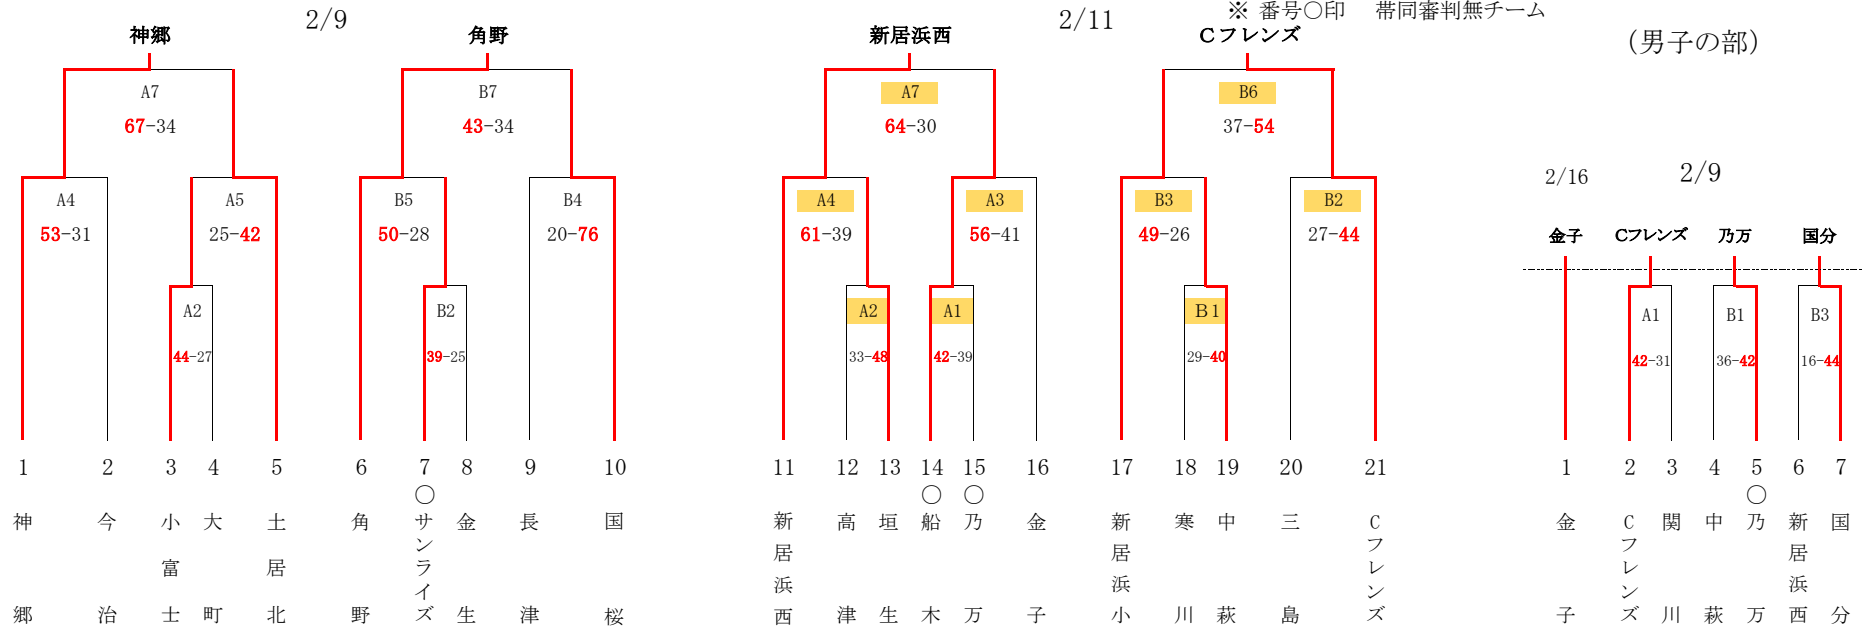 ※ 番号○印 帯同審判無チーム
2/9
2/11
(男子の部)
神郷 角野 新居浜西 Cフレンズ
A7 B7 A7 B6
67-34 43-34 64-30 37-54
2/16 2/9
A4 A5 B5 B4 A4 A3 B3 B2
53-31 25-42 50-28 20-76 61-39 56-41 49-26 27-44
金子 Cフレンズ 乃万 国分
A2 B2 A2 A1 B1 A1 B1 B3
44-27 39-25 33-48 42-39 29-40 42-31 36-42 16-44
1 2 3 4 5 6 7 8 9 10 11 12 13 14 15 16 17 18 19 20 21 1 2 3 4 5 6 7
○ ○ ○ ○
神郷
今治
小富士
大町
土居北
角野
サンライズ
金生
長津
国桜
新居浜西
高津
垣生
船木
乃万
金子
新居浜小
寒川
中萩
三島
Cフレンズ
金子
Cフレンズ
関川
中萩
乃万
新居浜西
国分